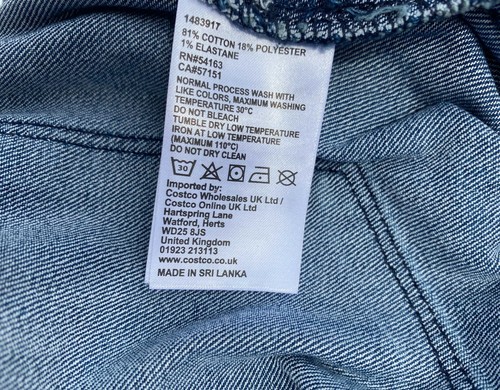 1483917
81% COTTON 18% POLYESTER
1% ELASTANE
RN#54163
CA#57151
NORMAL PROCESS WASH WITH
LIKE COLORS, MAXIMUM WASHING
TEMPERATURE 30°C
DO NOT BLEACH
TUMBLE DRY LOW TEMPERATURE
IRON AT LOW TEMPERATURE
(MAXIMUM 110°C)
DO NOT DRY CLEAN
30
Imported by:
Costco Wholesales UK Ltd /
Costco Online UK Ltd
Hartspring Lane
Watford, Herts
WD25 8JS
United Kingdom
01923 213113
www.costco.co.uk
MADE IN SRI LANKA